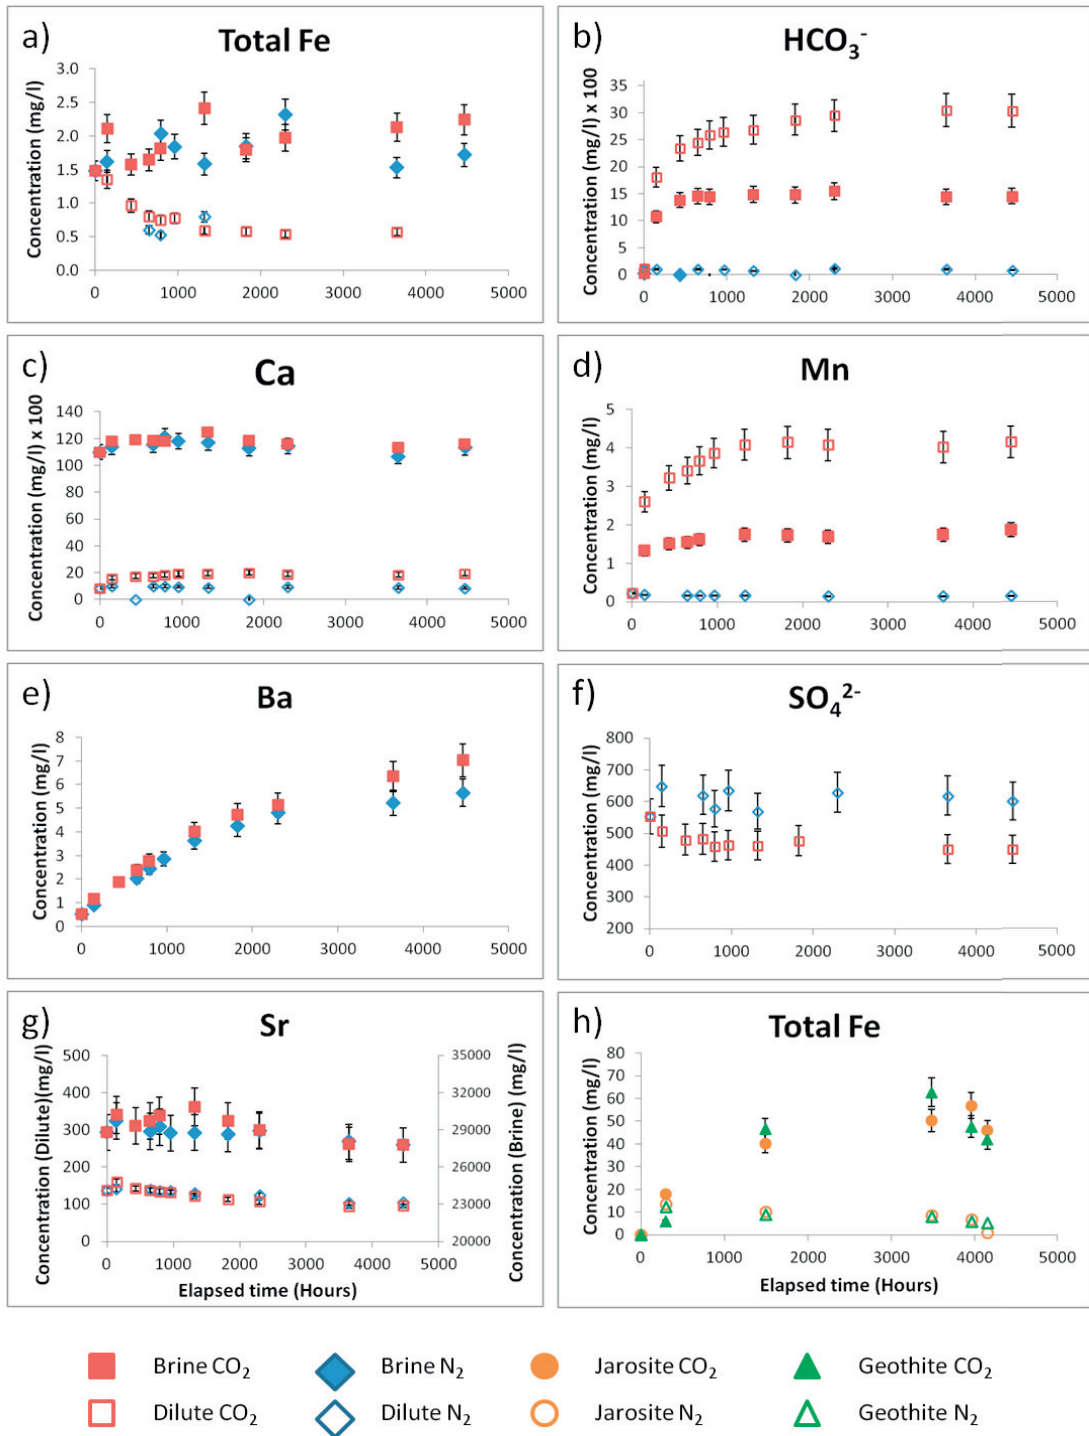 a) Total Fe
Concentration (mg/l)
3.0
2.5
2.0
1.5
1.0
0.5
0.0
0 1000 2000 3000 4000 5000
b) HCO₃⁻
Concentration (mg/l) x 100
35
30
25
20
15
10
5
0
0 1000 2000 3000 4000 5000
c) Ca
Concentration (mg/l) x 100
140
120
100
80
60
40
20
0
0 1000 2000 3000 4000 5000
d) Mn
Concentration (mg/l)
5
4
3
2
1
0
0 1000 2000 3000 4000 5000
e) Ba
Concentration (mg/l)
8
7
6
5
4
3
2
1
0
0 1000 2000 3000 4000 5000
f) SO₄²⁻
Concentration (mg/l)
800
700
600
500
400
300
200
0 1000 2000 3000 4000 5000
g) Sr
Concentration (Dilute)(mg/l)
500
400
300
200
100
0
35000
32000
29000
26000
23000
20000
Concentration (Brine) (mg/l)
0 1000 2000 3000 4000 5000
Elapsed time (Hours)
h) Total Fe
Concentration (mg/l)
80
70
60
50
40
30
20
10
0
0 1000 2000 3000 4000 5000
Elapsed time (Hours)
Brine CO₂ Brine N₂ Jarosite CO₂ Geothite CO₂
Dilute CO₂ Dilute N₂ Jarosite N₂ Geothite N₂